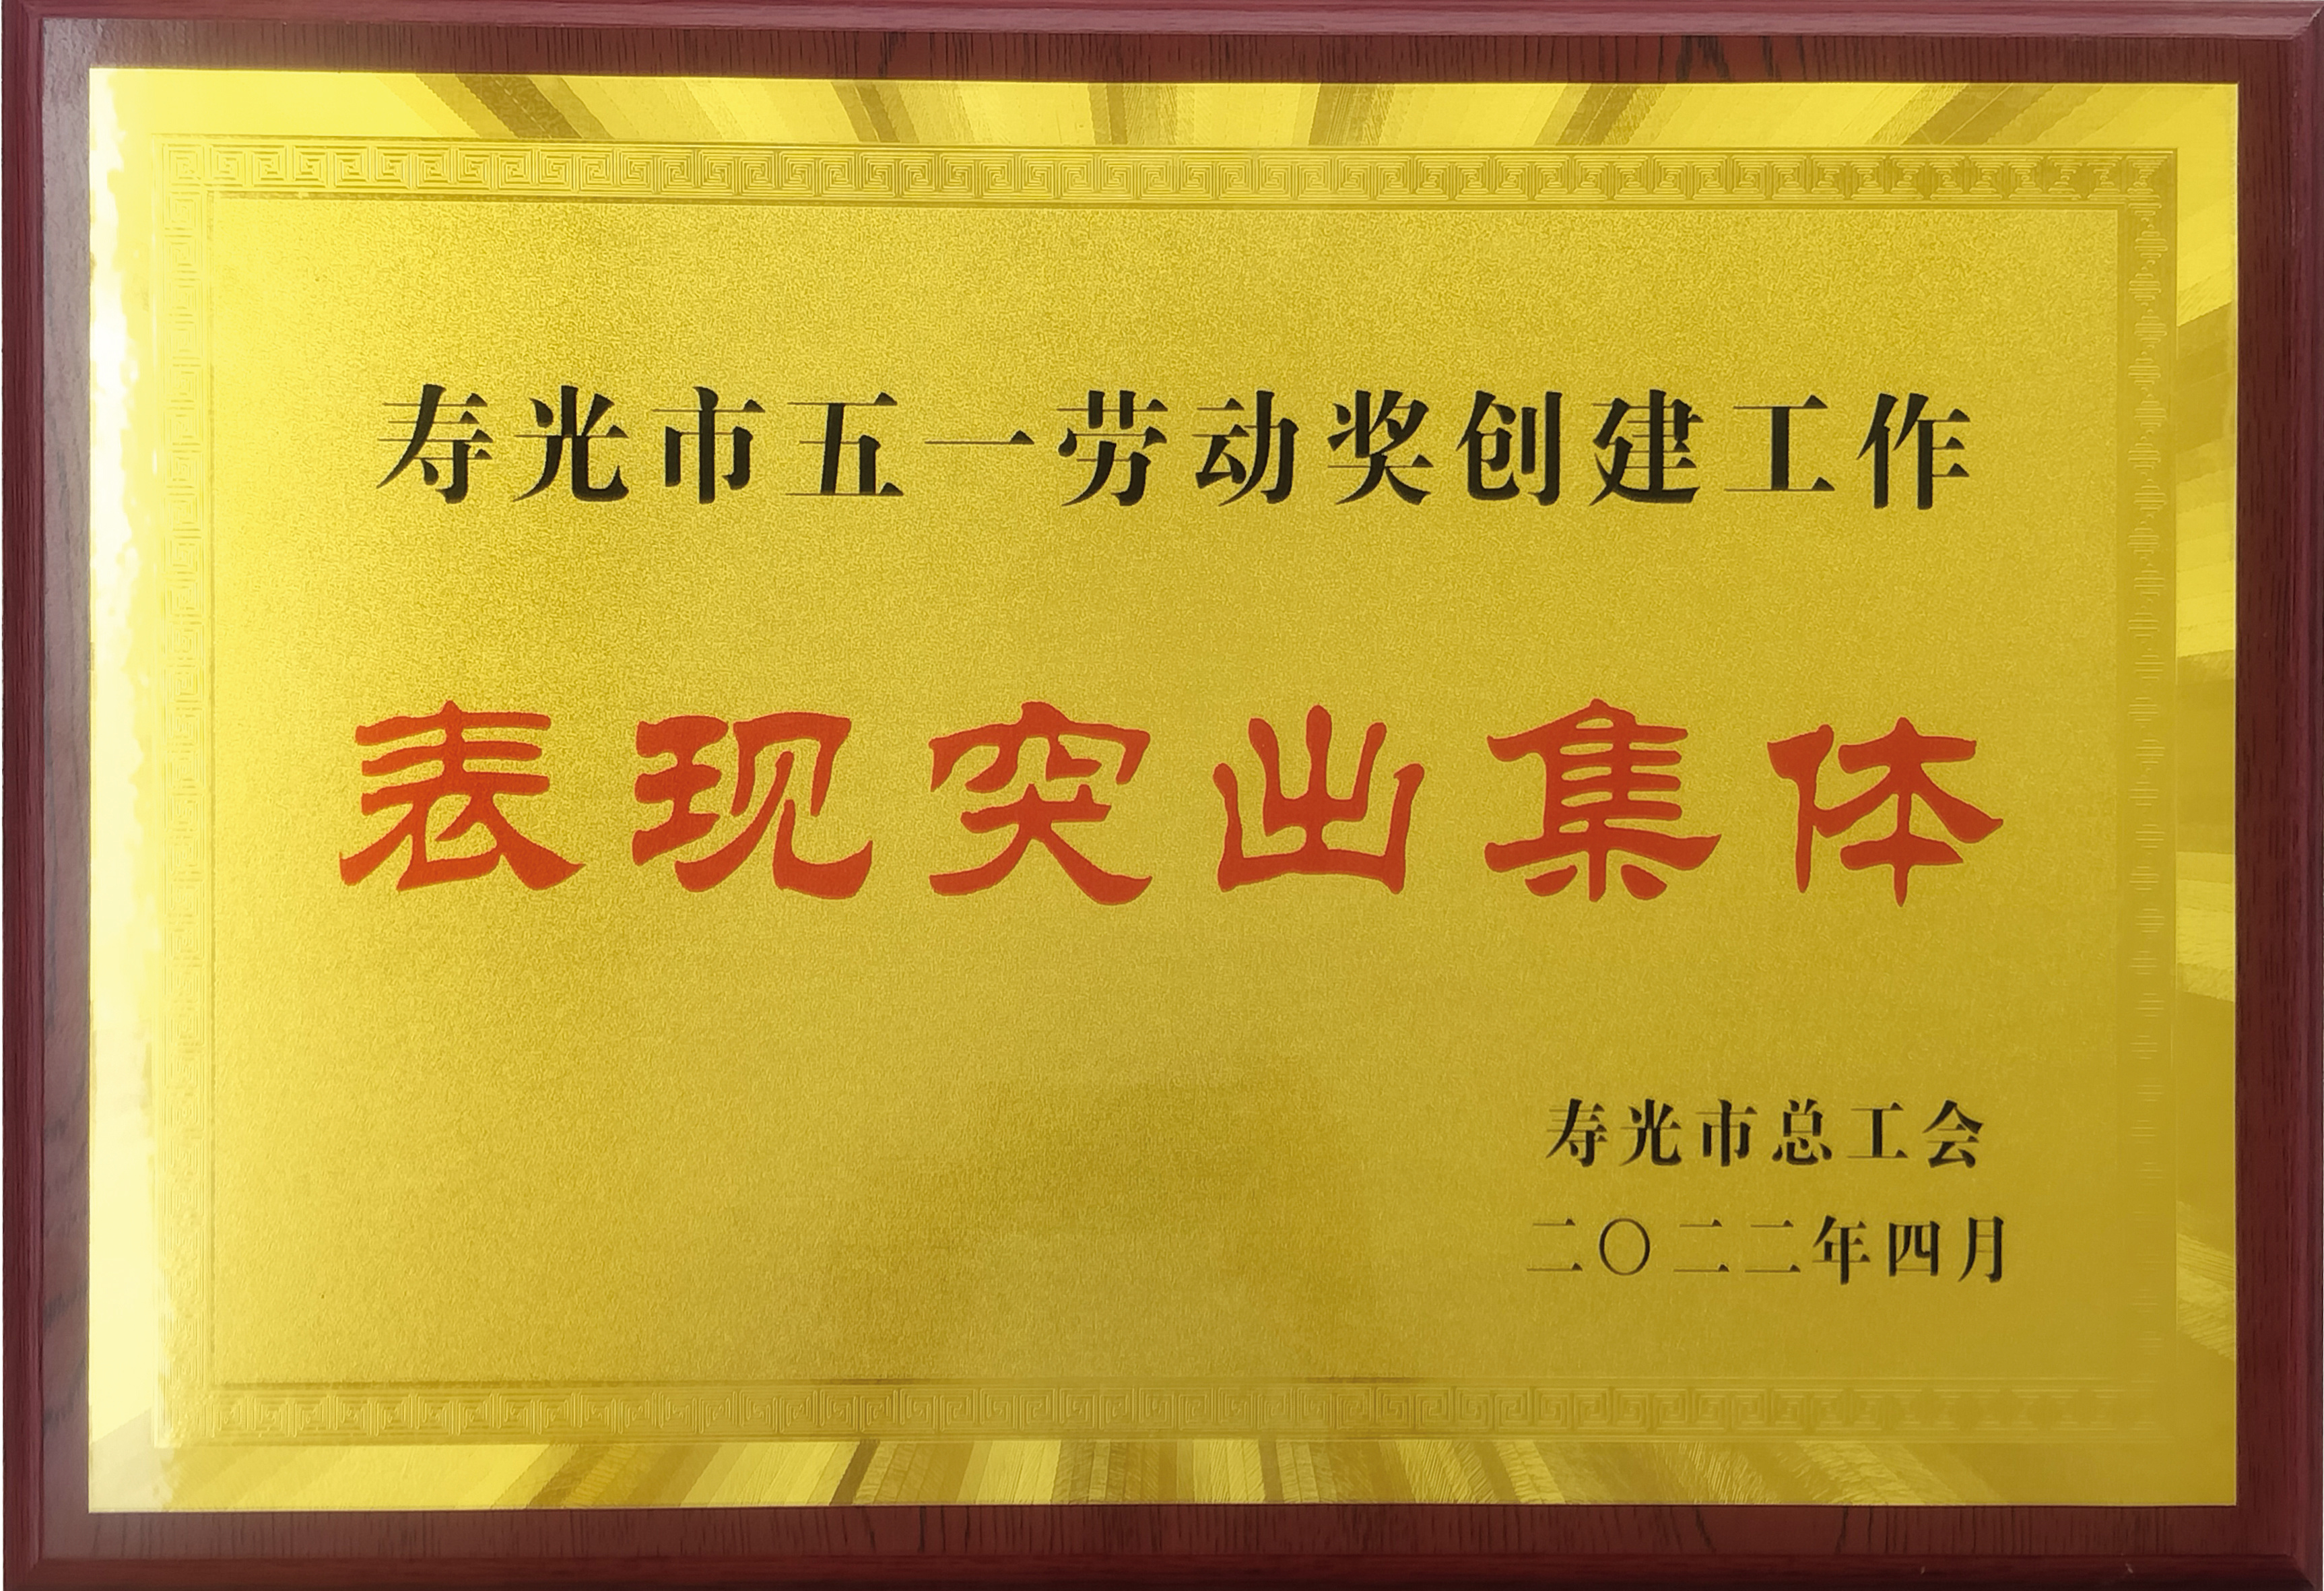 寿光市五一劳动奖创建工作
表现突出集体
寿光市总工会
二〇二二年四月